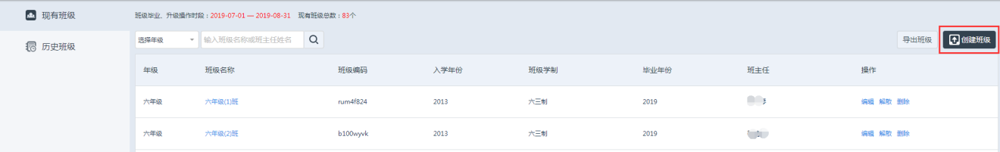 现有班级
历史班级
班级毕业、升级操作时段：2019-07-01 — 2019-08-31 现有班级总数：83个
选择年级 输入班级名称或班主任姓名 导出班级 创建班级
年级 班级名称 班级编码 入学年份 班级学制 毕业年份 班主任 操作
六年级 六年级(1)班 rum4f824 2013 六三制 2019 编辑 解散 删除
六年级 六年级(2)班 b100wyvk 2013 六三制 2019 编辑 解散 删除